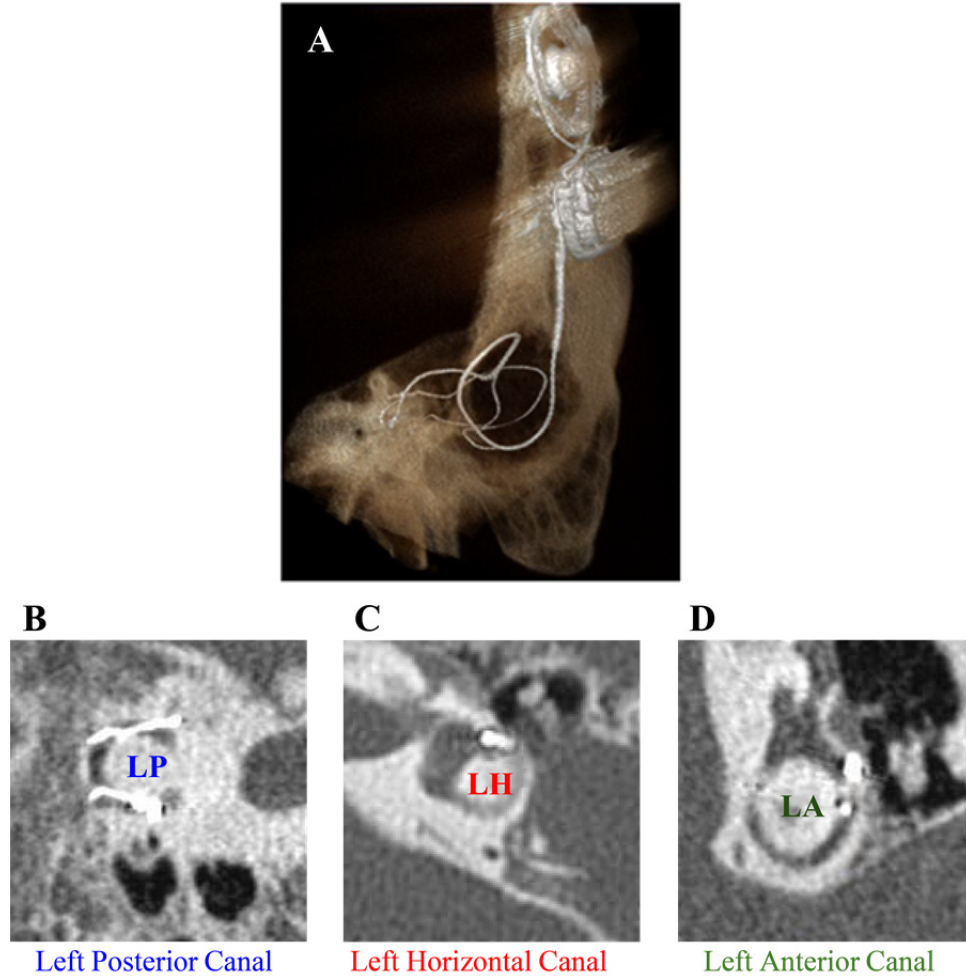 A
B
C
D
LP
LH
LA
Left Posterior Canal
Left Horizontal Canal
Left Anterior Canal